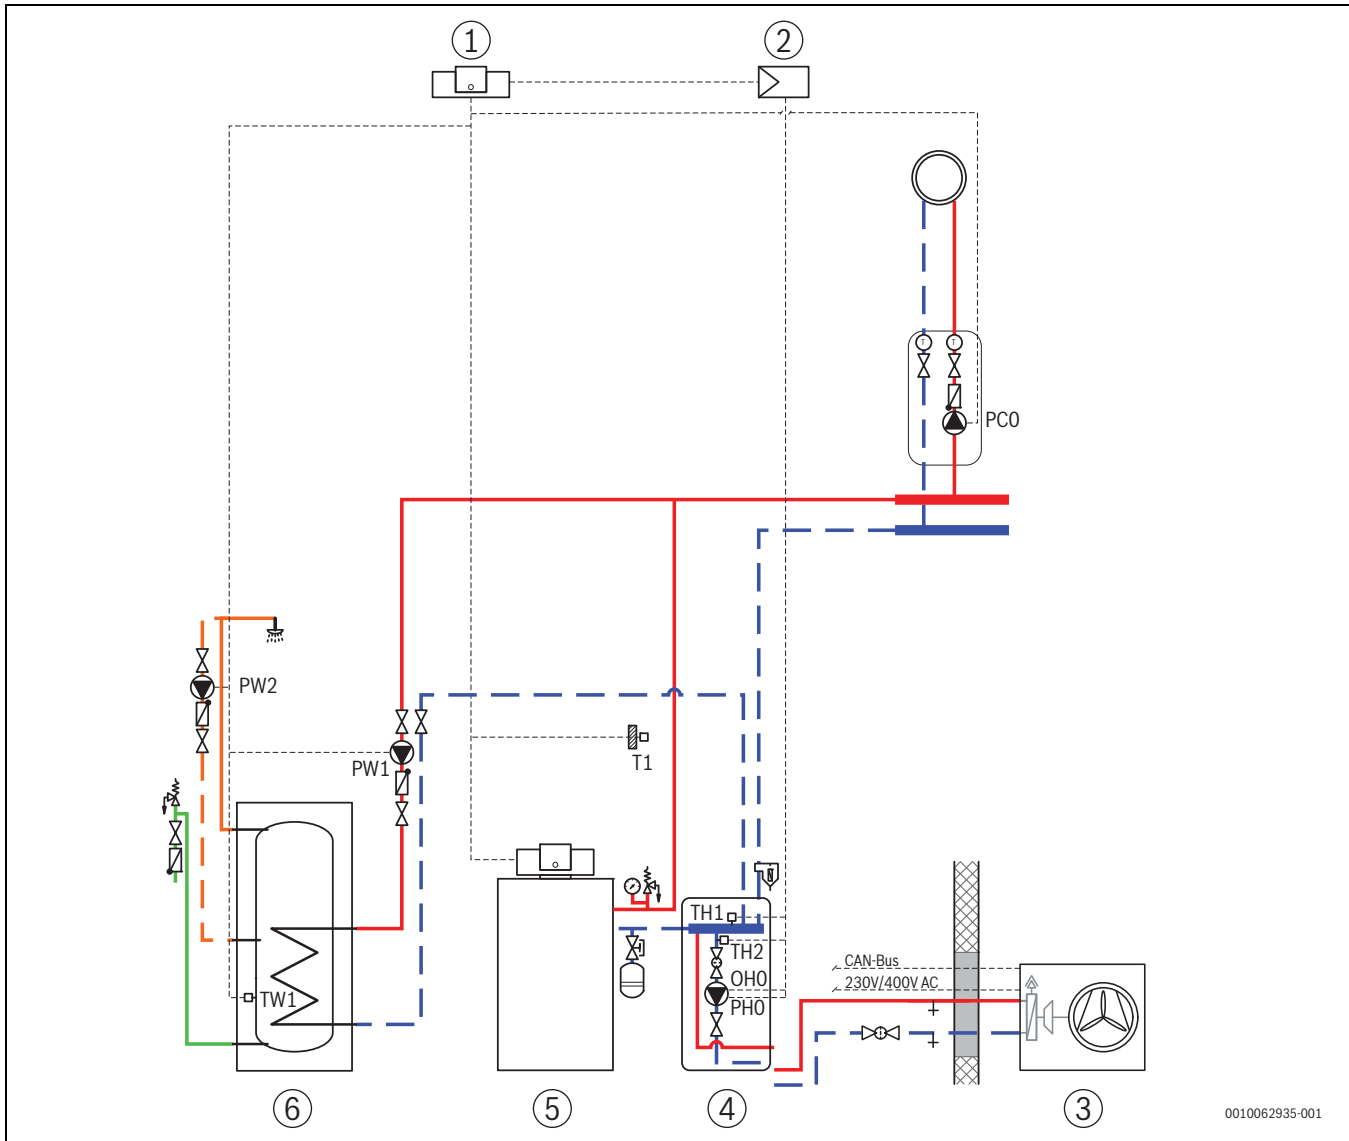 1
2
T
T
PC0
PW2
PW1
T1
TH1
TH2
CAN-Bus
OH0
230V/400V AC
TW1
PH0
6
5
4
3
0010062935-001